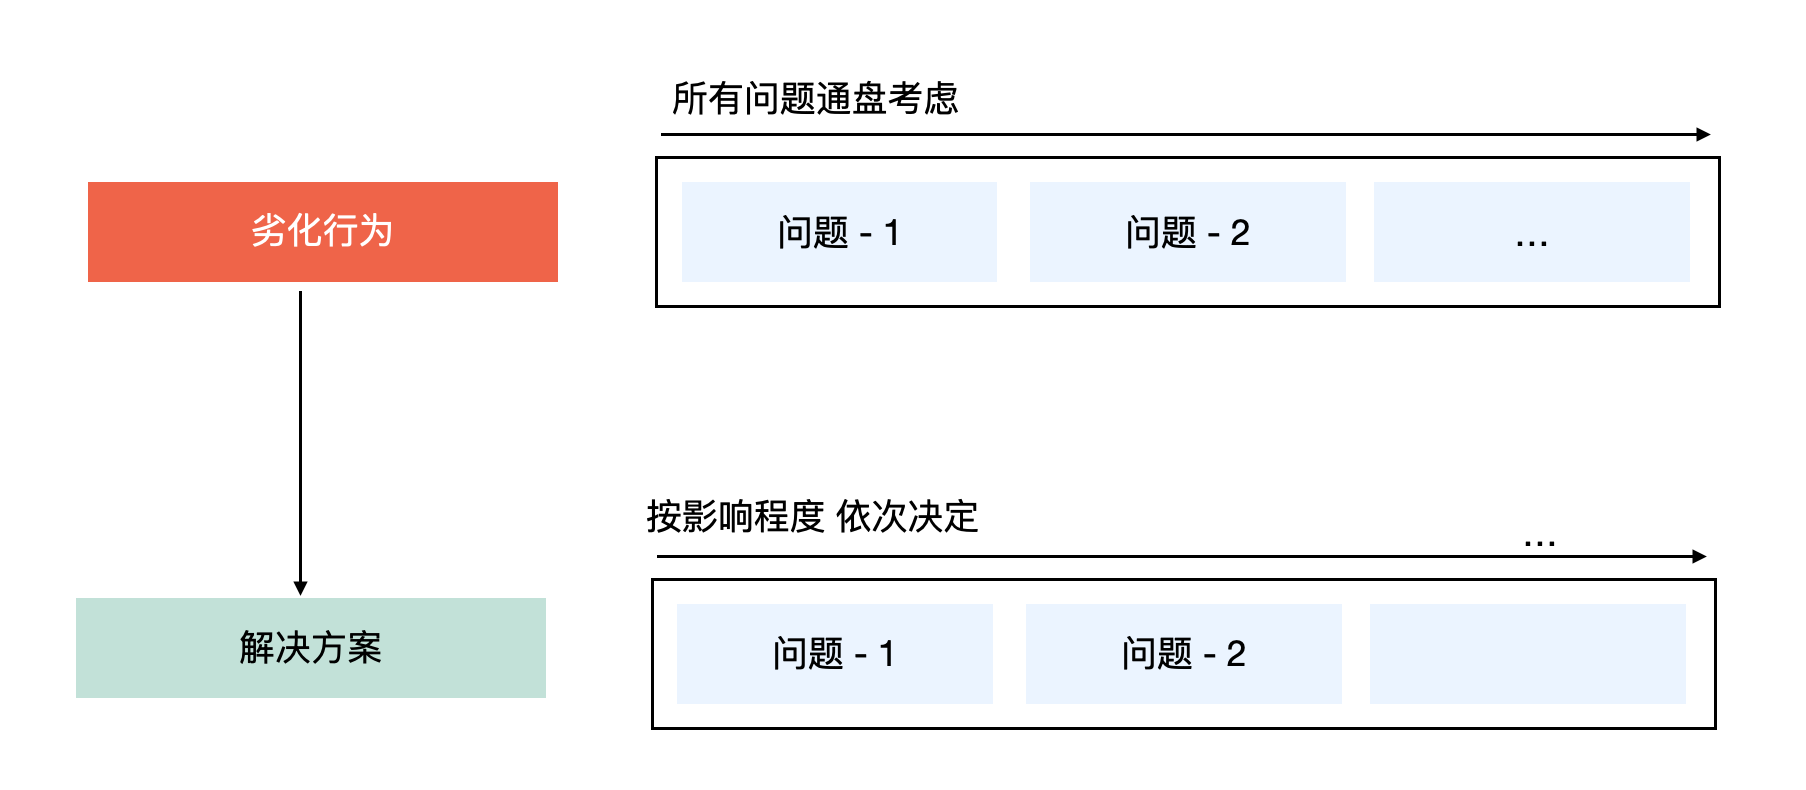 所有问题通盘考虑
劣化行为
问题 - 1
问题 - 2
...
按影响程度 依次决定
...
解决方案
问题 - 1
问题 - 2